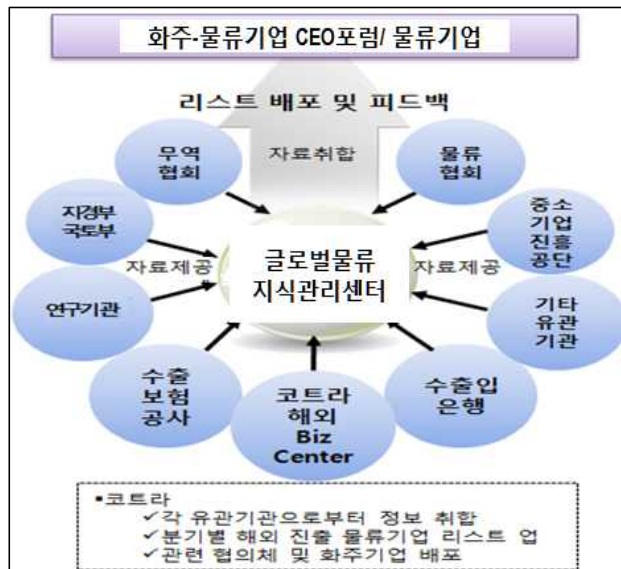 화주-물류기업 CEO포럼/ 물류기업
리스트 배포 및 피드백
자료취합
무역
협회
물류
협회
지경부
국토부
중소
기업
진흥
공단
자료제공
글로벌물류
지식관리센터
자료제공
연구기관
기타
유관
기관
수출
보험
공사
코트라
해외
Biz
Center
수출입
은행
▪코트라
✓각 유관기관으로부터 정보 취합
✓분기별 해외 진출 물류기업 리스트 업
✓관련 협의체 및 화주기업 배포